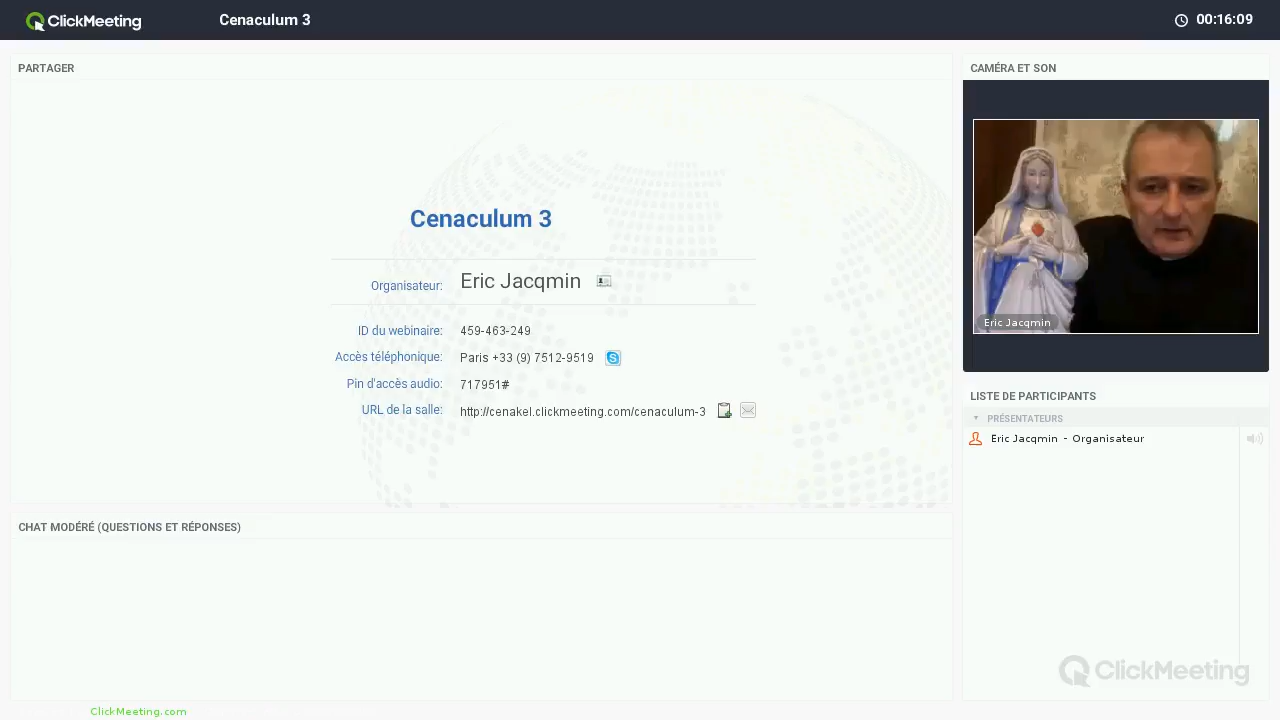 ClickMeeting
Cenaculum 3
00:16:09
PARTAGER
CAMÉRA ET SON
Cenaculum 3
Organisateur: Eric Jacqmin
ID du webinaire: 459-463-249
Accès téléphonique: Paris +33 (9) 7512-9519
Pin d'accès audio: 717951#
URL de la salle: http://cenakel.clickmeeting.com/cenaculum-3
Eric Jacqmin
LISTE DE PARTICIPANTS
PRÉSENTATEURS
Eric Jacqmin - Organisateur
CHAT MODÉRÉ (QUESTIONS ET RÉPONSES)
ClickMeeting
ClickMeeting.com